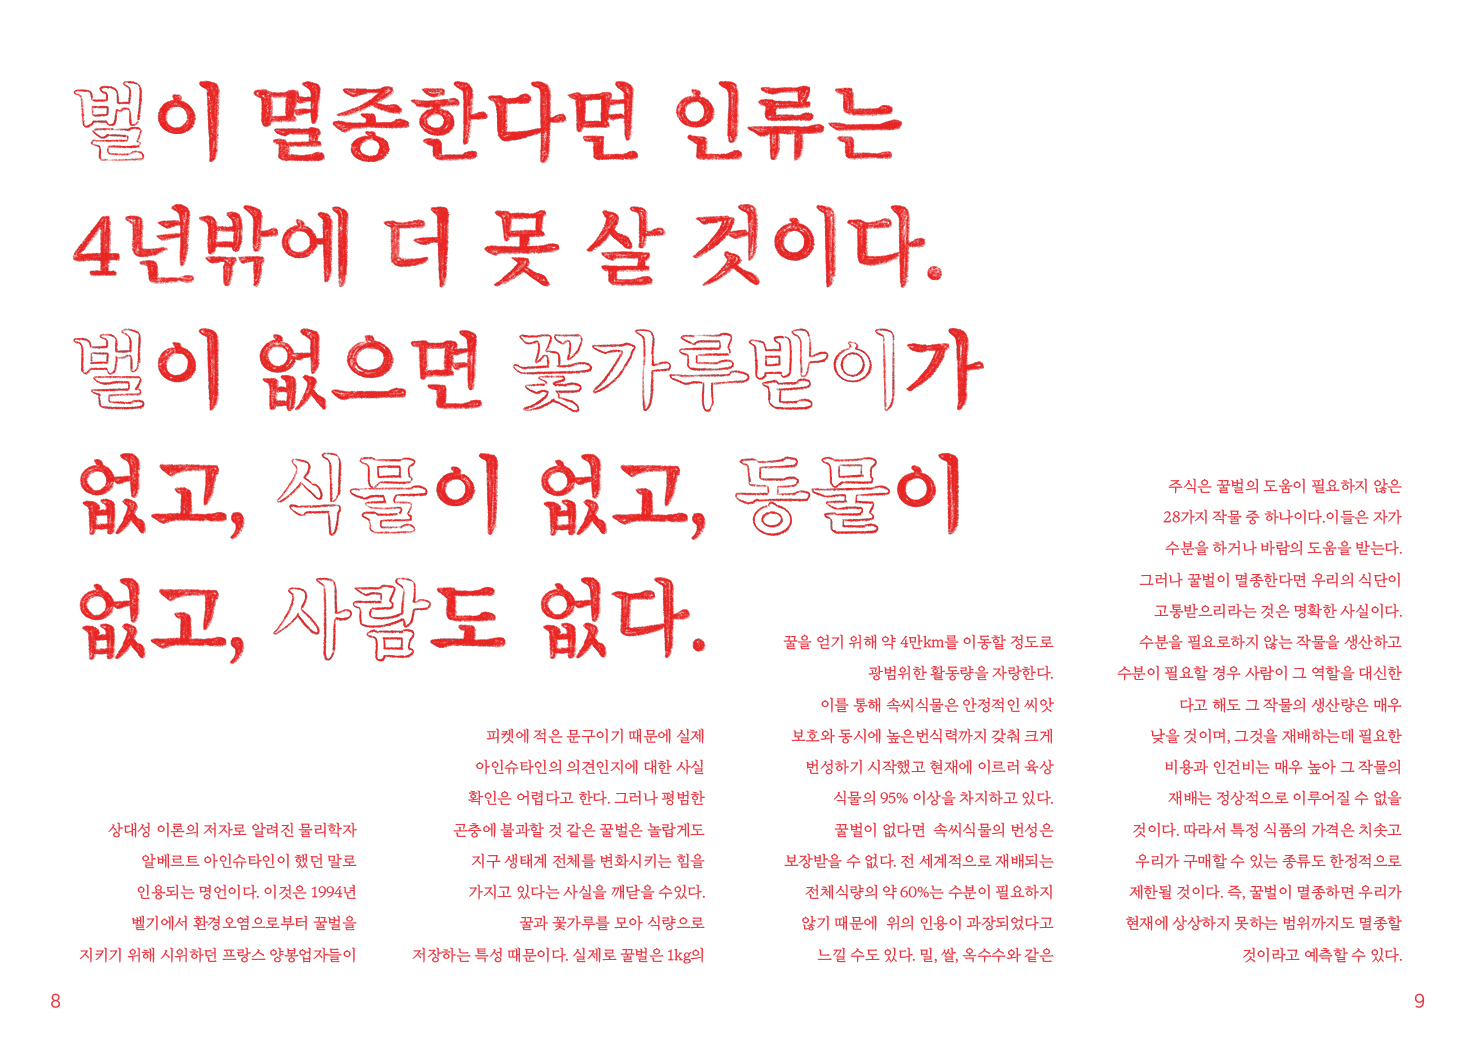 벌이 멸종한다면 인류는
4년밖에 더 못 살 것이다.
벌이 없으면 꽃가루받이가
없고, 식물이 없고, 동물이
없고, 사람도 없다.
상대성 이론의 저자로 알려진 물리학자
알베르트 아인슈타인이 했던 말로
인용되는 명언이다. 이것은 1994년
벨기에서 환경오염으로부터 꿀벌을
지키기 위해 시위하던 프랑스 양봉업자들이
피켓에 적은 문구이기 때문에 실제
아인슈타인의 의견인지에 대한 사실
확인은 어렵다고 한다. 그러나 평범한
곤충에 불과할 것 같은 꿀벌은 놀랍게도
지구 생태계 전체를 변화시키는 힘을
가지고 있다는 사실을 깨닫을 수있다.
꿀과 꽃가루를 모아 식량으로
저장하는 특성 때문이다. 실제로 꿀벌은 1kg의
꿀을 얻기 위해 약 4만km를 이동할 정도로
광범위한 활동량을 자랑한다.
이를 통해 속씨식물은 안정적인 씨앗
보호와 동시에 높은번식력까지 갖춰 크게
번성하기 시작했고 현재에 이르러 육상
식물의 95% 이상을 차지하고 있다.
꿀벌이 없다면 속씨식물의 번성은
보장받을 수 없다. 전 세계적으로 재배되는
전체식량의 약 60%는 수분이 필요하지
않기 때문에 위의 인용이 과장되었다고
느낄 수도 있다. 밀, 쌀, 옥수수와 같은
주식은 꿀벌의 도움이 필요하지 않은
28가지 작물 중 하나이다.이들은 자가
수분을 하거나 바람의 도움을 받는다.
그러나 꿀벌이 멸종한다면 우리의 식단이
고통받으리라는 것은 명확한 사실이다.
수분을 필요로하지 않는 작물을 생산하고
수분이 필요할 경우 사람이 그 역할을 대신한
다고 해도 그 작물의 생산량은 매우
낮을 것이며, 그것을 재배하는데 필요한
비용과 인건비는 매우 높아 그 작물의
재배는 정상적으로 이루어질 수 없을
것이다. 따라서 특정 식품의 가격은 치솟고
우리가 구매할 수 있는 종류도 한정적으로
제한될 것이다. 즉, 꿀벌이 멸종하면 우리가
현재에 상상하지 못하는 범위까지도 멸종할
것이라고 예측할 수 있다.
8
9